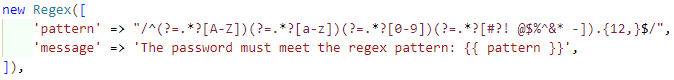 new Regex([
'pattern' => "/^(?=.*?[A-Z])(?=.*?[a-z])(?=.*?[0-9])(?=.*?[#?! @$%^&* -]).{12,}$/",
'message' => 'The password must meet the regex pattern: {{ pattern }}',
]),